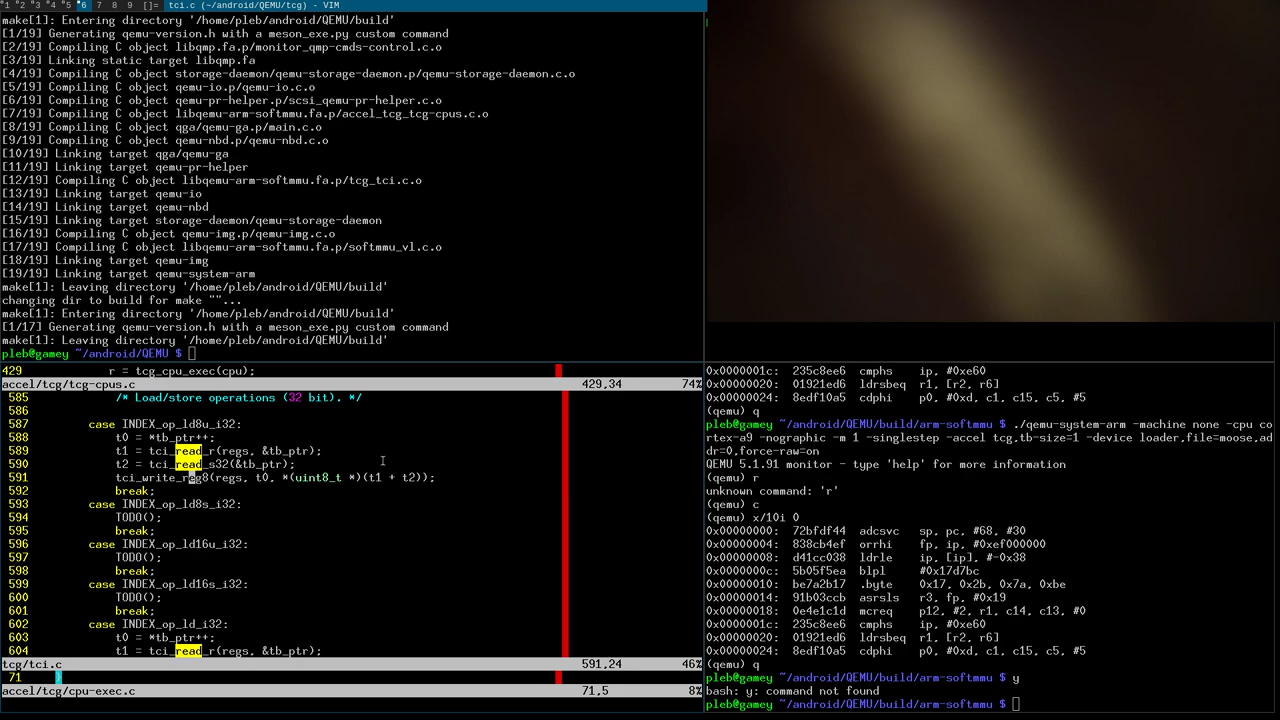 1 2 3 4 5 6 7 8 9 []= tci.c (~/android/QEMU/tcg) - VIM
make[1]: Entering directory '/home/pleb/android/QEMU/build'
[1/19] Generating qemu-version.h with a meson_exe.py custom command
[2/19] Compiling C object libqmp.fa.p/monitor_qmp-cmds-control.c.o
[3/19] Linking static target libqmp.fa
[4/19] Compiling C object storage-daemon/qemu-storage-daemon.p/qemu-storage-daemon.c.o
[5/19] Compiling C object qemu-io.p/qemu-io.c.o
[6/19] Compiling C object qemu-pr-helper.p/scsi_qemu-pr-helper.c.o
[7/19] Compiling C object libqemu-arm-softmmu.fa.p/accel_tcg_tcg-cpus.c.o
[8/19] Compiling C object qga/qemu-ga.p/main.c.o
[9/19] Compiling C object qemu-nbd.p/qemu-nbd.c.o
[10/19] Linking target qga/qemu-ga
[11/19] Linking target qemu-pr-helper
[12/19] Compiling C object libqemu-arm-softmmu.fa.p/tcg_tci.c.o
[13/19] Linking target qemu-io
[14/19] Linking target qemu-nbd
[15/19] Linking target storage-daemon/qemu-storage-daemon
[16/19] Compiling C object qemu-img.p/qemu-img.c.o
[17/19] Compiling C object libqemu-arm-softmmu.fa.p/softmmu_vl.c.o
[18/19] Linking target qemu-img
[19/19] Linking target qemu-system-arm
make[1]: Leaving directory '/home/pleb/android/QEMU/build'
changing dir to build for make ""...
make[1]: Entering directory '/home/pleb/android/QEMU/build'
[1/17] Generating qemu-version.h with a meson_exe.py custom command
make[1]: Leaving directory '/home/pleb/android/QEMU/build'
pleb@gamey ~/android/QEMU $
429 r = tcg_cpu_exec(cpu);
accel/tcg/tcg-cpus.c 429,34 74%
585 /* Load/store operations (32 bit). */
586
587 case INDEX_op_ld8u_i32:
588 t0 = *tb_ptr++;
589 t1 = tci_read_r(regs, &tb_ptr);
590 t2 = tci_read_s32(&tb_ptr);
591 tci_write_reg8(regs, t0, *(uint8_t *)(t1 + t2));
592 break;
593 case INDEX_op_ld8s_i32:
594 TODO();
595 break;
596 case INDEX_op_ld16u_i32:
597 TODO();
598 break;
599 case INDEX_op_ld16s_i32:
600 TODO();
601 break;
602 case INDEX_op_ld_i32:
603 t0 = *tb_ptr++;
604 t1 = tci_read_r(regs, &tb_ptr);
tcg/tci.c 591,24 46%
71 }
accel/tcg/cpu-exec.c 71,5 8%
0x0000001c: 235c8ee6 cmphs ip, #0xe60
0x00000020: 01921ed6 ldrsbeq r1, [r2, r6]
0x00000024: 8edf10a5 cdphi p0, #0xd, c1, c15, c5, #5
(qemu) q
pleb@gamey ~/android/QEMU/build/arm-softmmu $ ./qemu-system-arm -machine none -cpu co
rtex-a9 -nographic -m 1 -singlestep -accel tcg,tb-size=1 -device loader,file=moose,ad
dr=0,force-raw=on
QEMU 5.1.91 monitor - type 'help' for more information
(qemu) r
unknown command: 'r'
(qemu) c
(qemu) x/10i 0
0x00000000: 72bfdf44 adcsvc sp, pc, #68, #30
0x00000004: 838cb4ef orrhi fp, ip, #0xef000000
0x00000008: d41cc038 ldrle ip, [ip], #-0x38
0x0000000c: 5b05f5ea blpl #0x17d7bc
0x00000010: be7a2b17 .byte 0x17, 0x2b, 0x7a, 0xbe
0x00000014: 91b03ccb asrsls r3, fp, #0x19
0x00000018: 0e4e1c1d mcreq p12, #2, r1, c14, c13, #0
0x0000001c: 235c8ee6 cmphs ip, #0xe60
0x00000020: 01921ed6 ldrsbeq r1, [r2, r6]
0x00000024: 8edf10a5 cdphi p0, #0xd, c1, c15, c5, #5
(qemu) q
pleb@gamey ~/android/QEMU/build/arm-softmmu $ y
bash: y: command not found
pleb@gamey ~/android/QEMU/build/arm-softmmu $